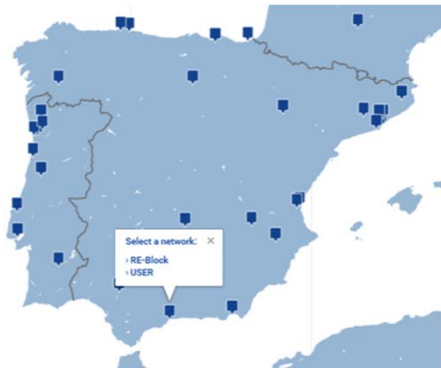 Select a network: ×
› RE-Block
› USER